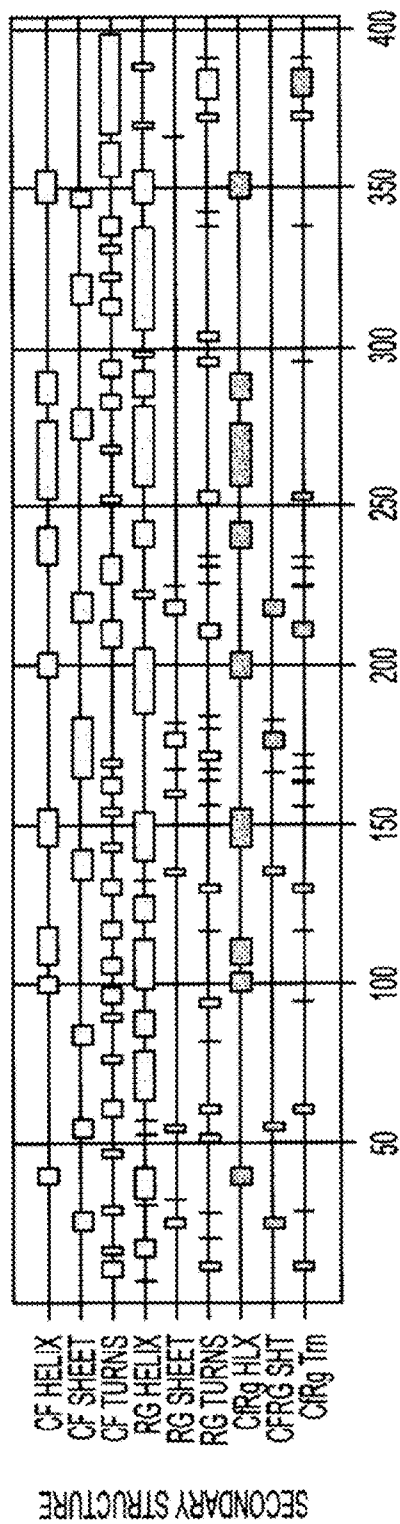 SECONDARY STRUCTURE
CF HELIX
CF SHEET
CF TURNS
RG HELIX
RG SHEET
RG TURNS
CfRg HLX
CFRG SHT
CfRg Trn
50 100 150 200 250 300 350 400